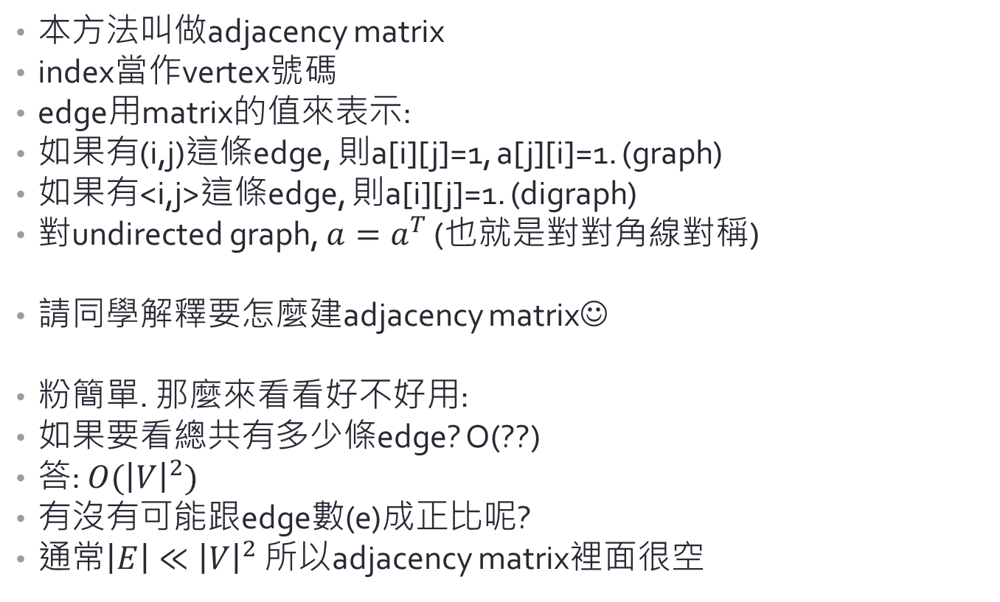 • 本方法叫做adjacency matrix
• index當作vertex號碼
• edge用matrix的值來表示:
• 如果有(i,j)這條edge, 則a[i][j]=1, a[j][i]=1. (graph)
• 如果有<i,j>這條edge, 則a[i][j]=1. (digraph)
• 對undirected graph, 𝑎 = 𝑎ᵀ (也就是對對角線對稱)
• 請同學解釋要怎麼建adjacency matrix☺
• 粉簡單. 那麼來看看好不好用:
• 如果要看總共有多少條edge? O(??)
• 答: 𝑂(|𝑉|²)
• 有沒有可能跟edge數(e)成正比呢?
• 通常|𝐸| ≪ |𝑉|² 所以adjacency matrix裡面很空